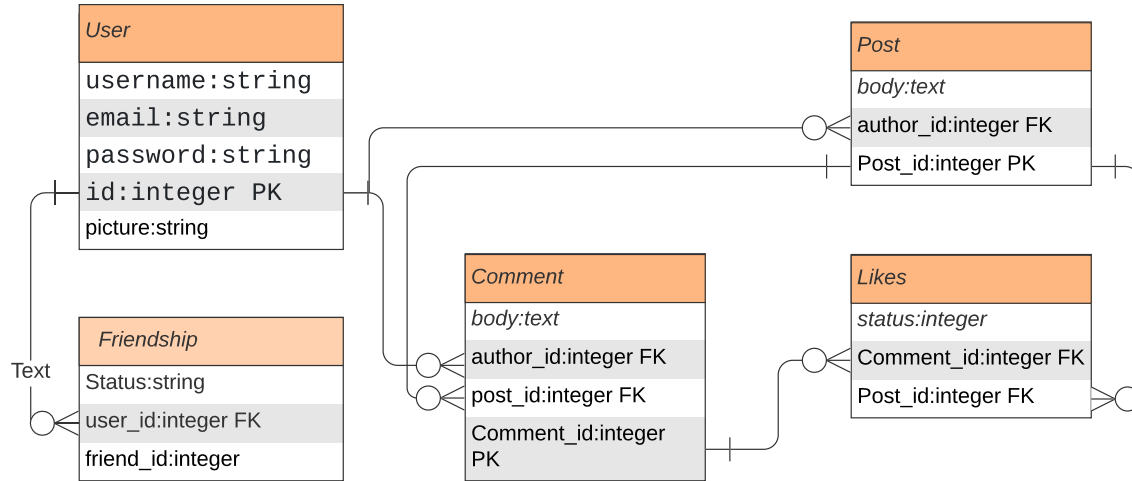 User
username:string
email:string
password:string
id:integer PK
picture:string
Post
body:text
author_id:integer FK
Post_id:integer PK
Comment
body:text
author_id:integer FK
post_id:integer FK
Comment_id:integer
PK
Likes
status:integer
Comment_id:integer FK
Post_id:integer FK
Text
Friendship
Status:string
user_id:integer FK
friend_id:integer